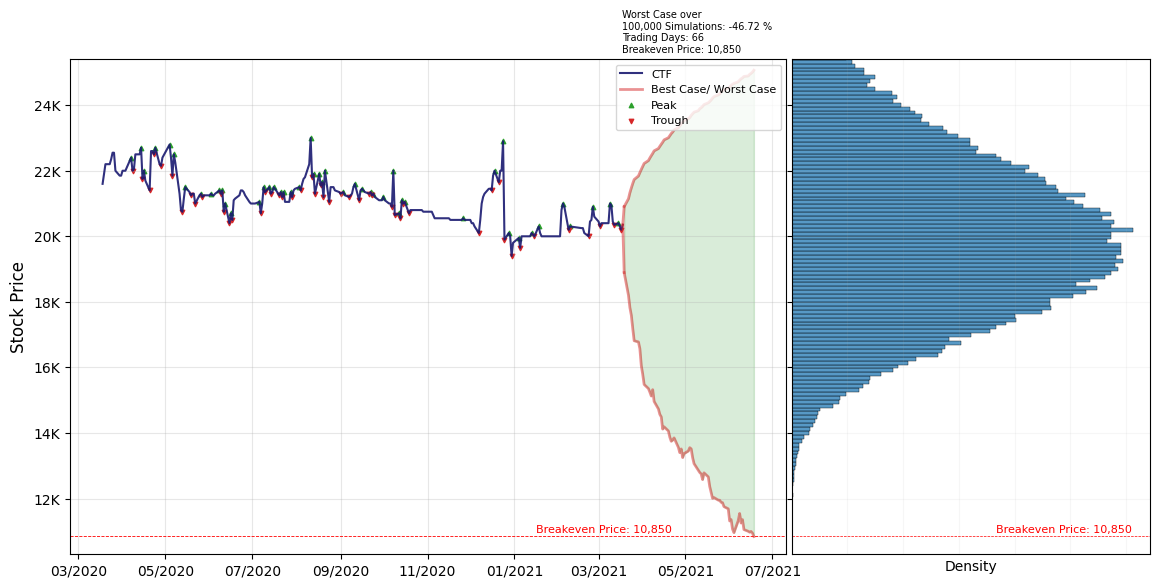 Worst Case over
100,000 Simulations: -46.72 %
Trading Days: 66
Breakeven Price: 10,850
CTF
Best Case/ Worst Case
Peak
Trough
Stock Price
24K
22K
20K
18K
16K
14K
12K
Breakeven Price: 10,850
Breakeven Price: 10,850
03/2020 05/2020 07/2020 09/2020 11/2020 01/2021 03/2021 05/2021 07/2021
Density